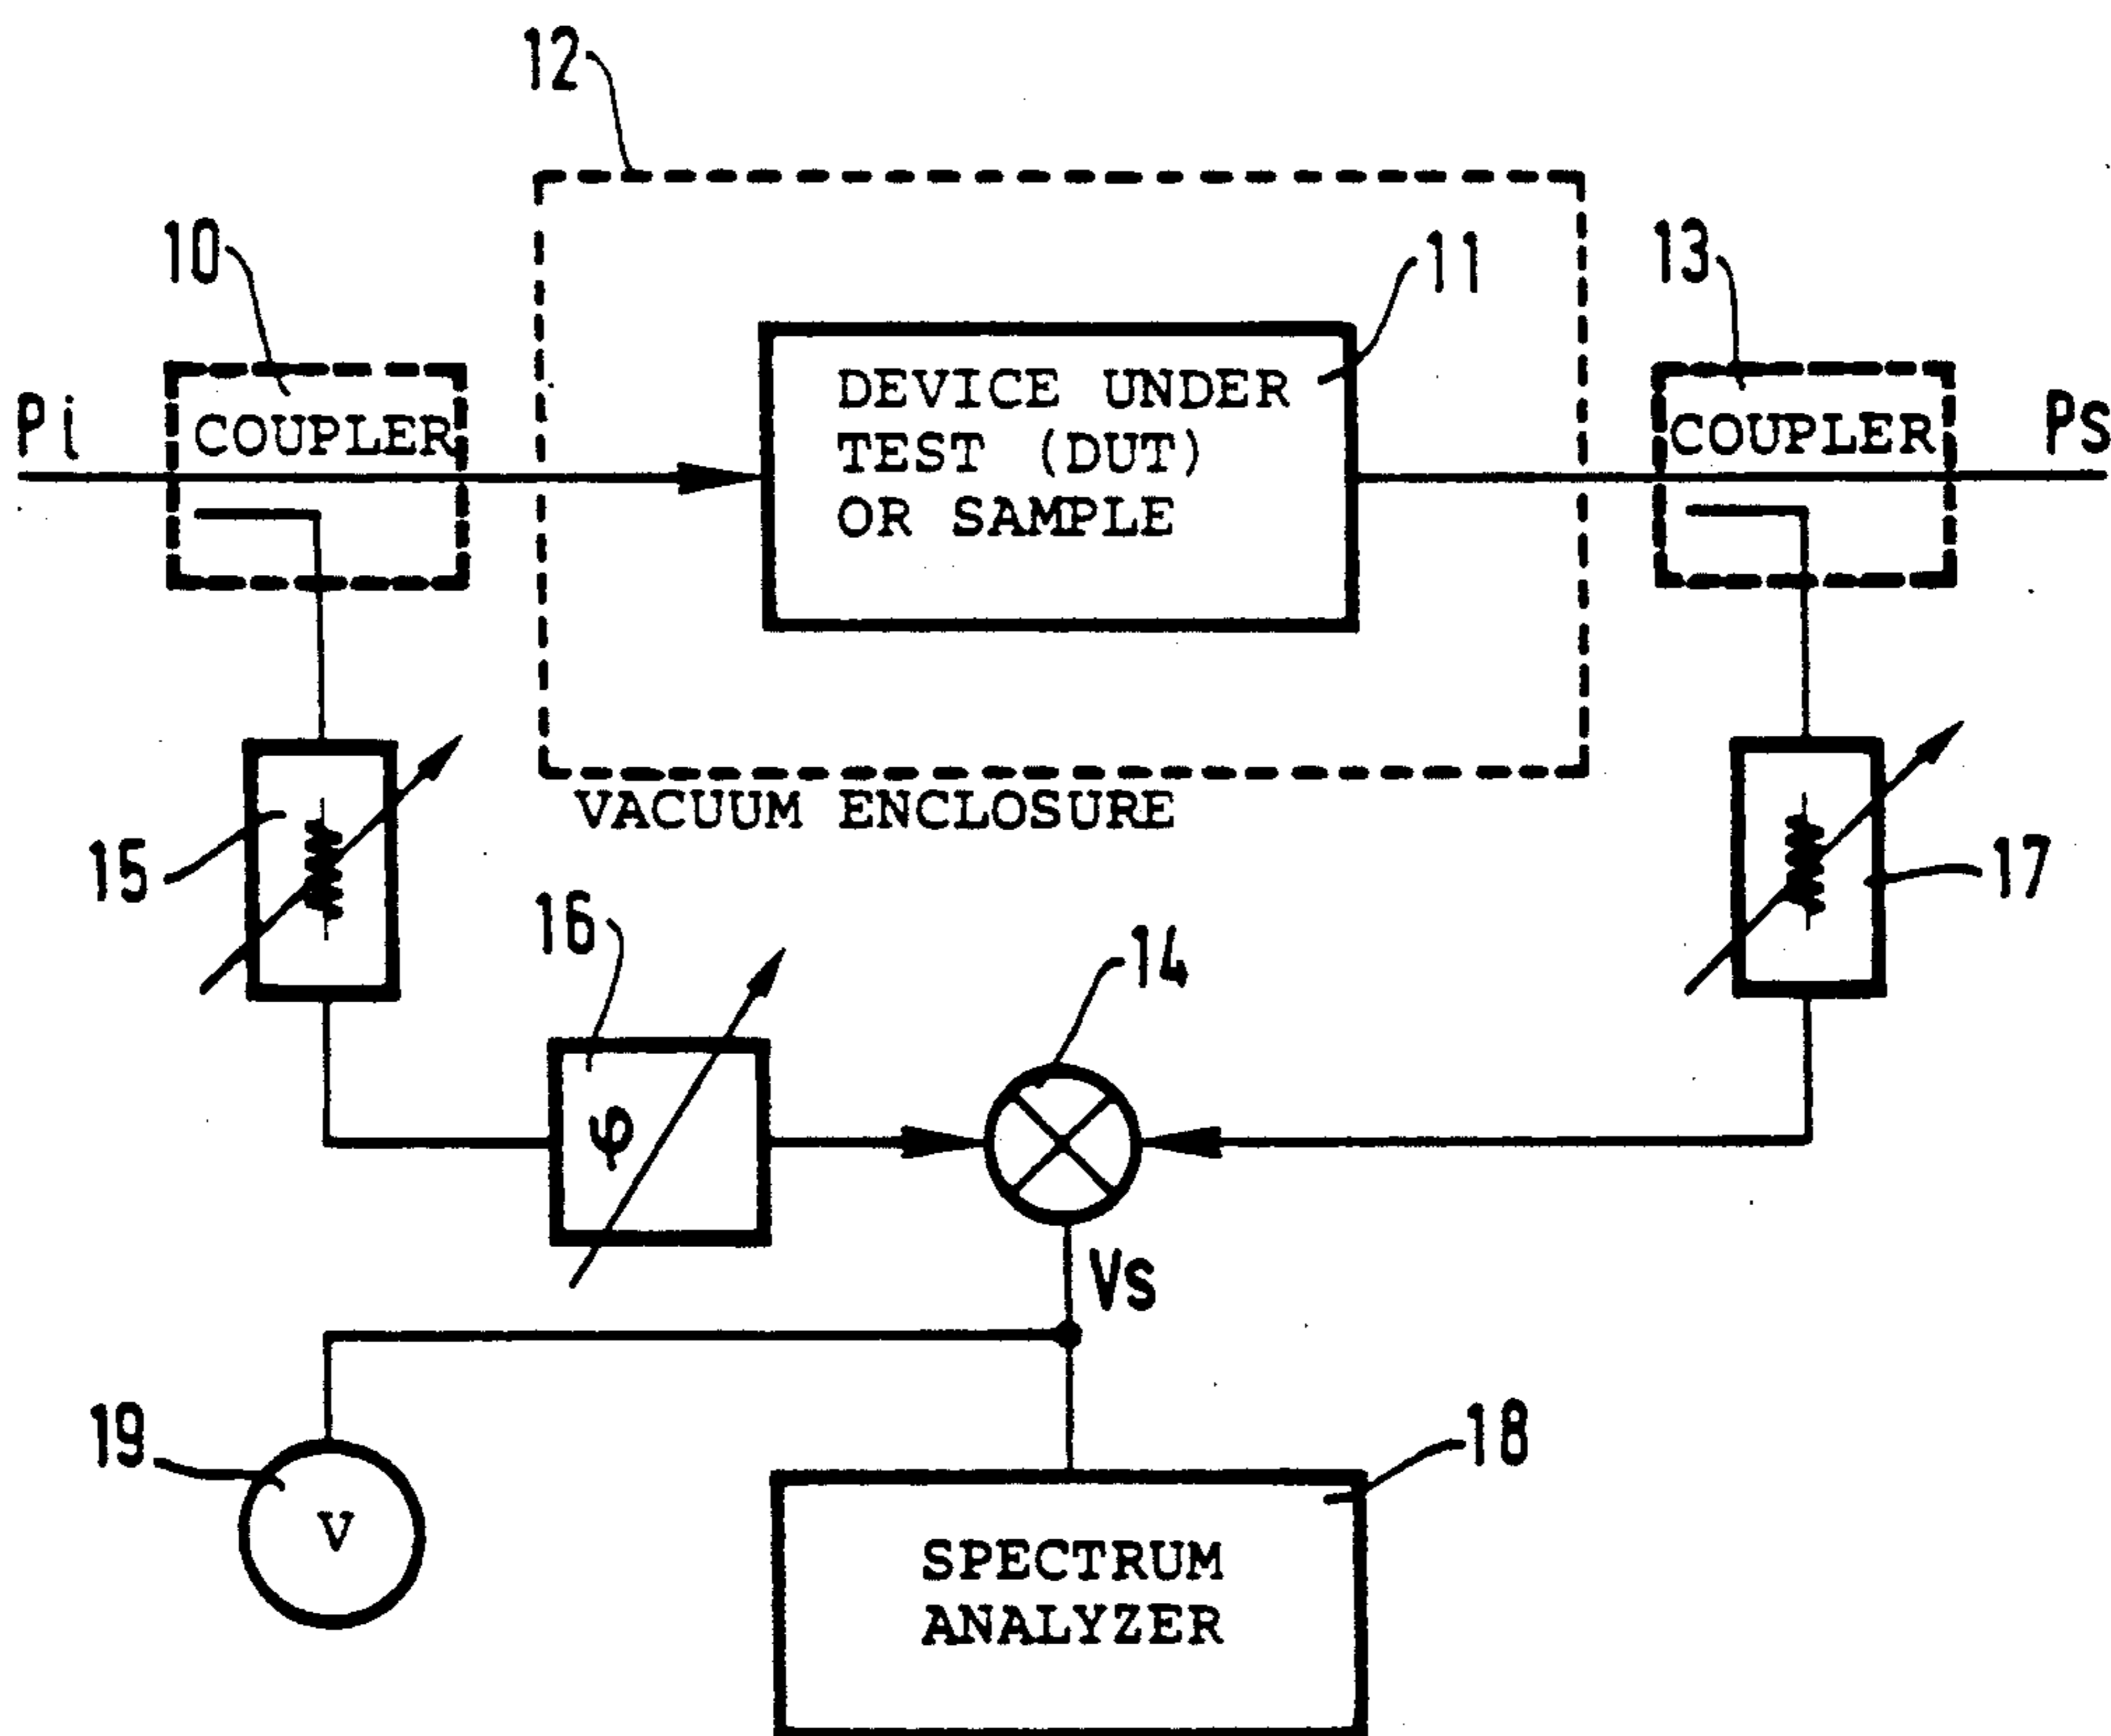 12
10
11
13
Pi
COUPLER
DEVICE UNDER
TEST (DUT)
OR SAMPLE
COUPLER
Ps
VACUUM ENCLOSURE
15
17
16
14
φ
Vs
19
18
V
SPECTRUM
ANALYZER